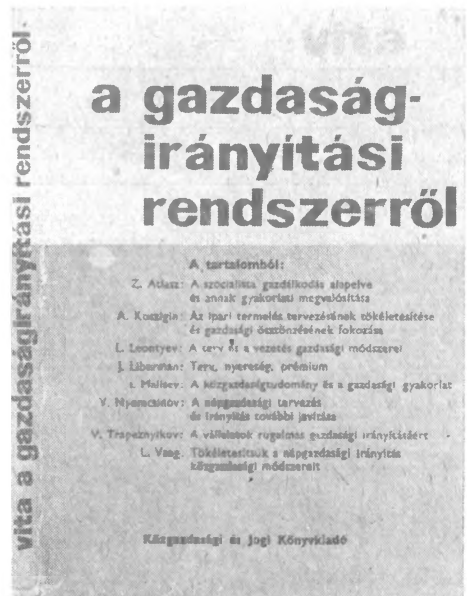 vita a gazdaságirányítási rendszerről
a gazdaság-
irányítási
rendszerről
A tartalomból:
Z. Atlasz: A szocialista gazdálkodás alapelve
és annak gyakorlati megvalósítása
A. Koszigin: Az ipari termelés tervezésének tökéletesítése
és gazdasági ösztönzésének fokozása
L. Leontyev: A terv és a vezetés gazdasági módszerei
J. Liberman: Terv, nyereség, prémium
I. Malisev: A közgazdaságtudomány és a gazdasági gyakorlat
V. Nyemcsinov: A népgazdasági tervezés
és irányítás további javítása
V. Trapeznyikov: A vállalatok rugalmas gazdasági irányításáért
L. Vaag: Tökéletesítsük a népgazdasági irányítás
közgazdasági módszereit
Közgazdasági és Jogi Könyvkiadó